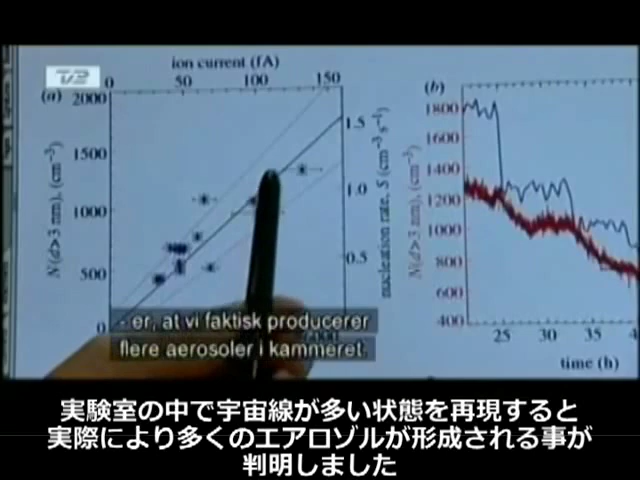 TV2
ion current (fA)
0 50 100 150
(a)
2000
1500
1000
500
0
N(d>3 nm), (cm⁻³)
1.5
1.0
0.5
nucleation rate, S (cm⁻³ s⁻¹)
(b)
1800
1600
1400
1200
1000
800
600
400
N(d>3 nm), (cm⁻³)
25 30 35
time (h)
- er, at vi faktisk producerer
flere aerosoler i kammeret.
実験室の中で宇宙線が多い状態を再現すると
実際により多くのエアロゾルが形成される事が
判明しました